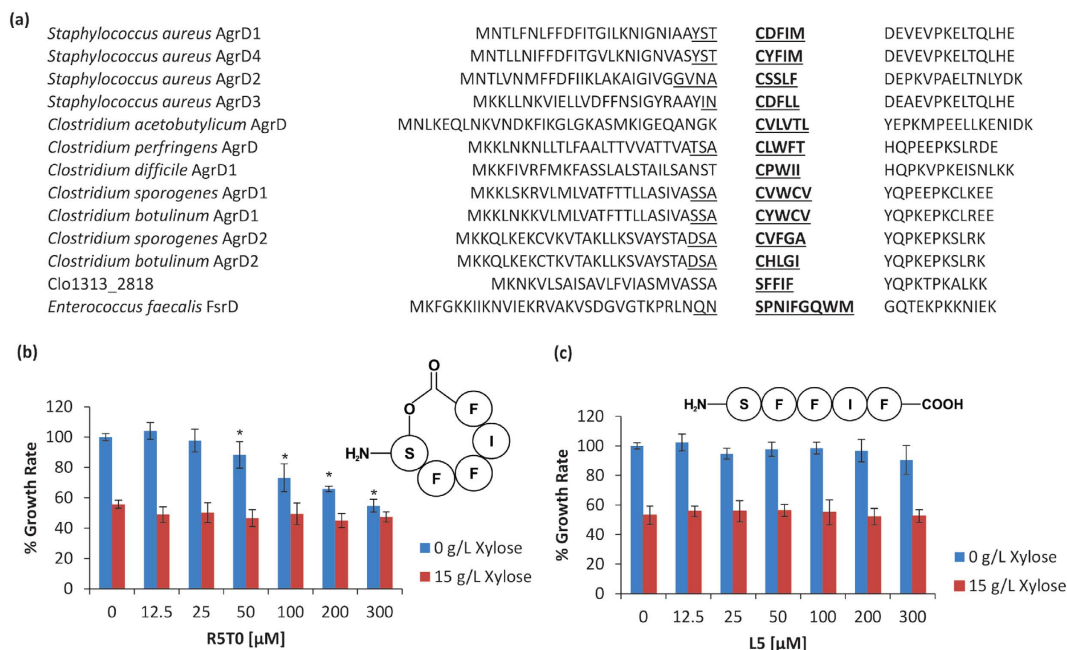 (a)
Staphylococcus aureus AgrD1 MNTLFNLFFDFITGILKNIGNIAAYST CDFIM DEVEVPKELTQLHE
Staphylococcus aureus AgrD4 MNTLLNIFFDFITGVLKNIGNVASYST CYFIM DEVEVPKELTQLHE
Staphylococcus aureus AgrD2 MNTLVNMFFDFIIKLAKAIGIVGGVNA CSSLF DEPKVPAELTNLYDK
Staphylococcus aureus AgrD3 MKKLLNKVIELLVDFFNSIGYRAAYIN CDFLL DEAEVPKELTQLHE
Clostridium acetobutylicum AgrD MNLKEQLNKVNDKFIKGLGKASMKIGEQANGK CVLVTL YEPKMPEELLKENIDK
Clostridium perfringens AgrD MKKLNKNLLTLFAALTTVVATTVATSA CLWFT HQPEEPKSLRDE
Clostridium difficile AgrD1 MKKFIVRFMKFASSLALSTAILSANST CPWII HQPKVPKEISNLKK
Clostridium sporogenes AgrD1 MKKLSKRVLMLVATFTTLLASIVASSA CVWCV YQPEEPKCLKEE
Clostridium botulinum AgrD1 MKKLNKKVLMLVATFTTLLASIVASSA CYWCV YQPKEPKCLREE
Clostridium sporogenes AgrD2 MKKQLKEKCVKVTAKLLKSVAYSTADSA CVFGA YQPKEPKSLRK
Clostridium botulinum AgrD2 MKKQLKEKCTKVTAKLLKSVAYSTADSA CHLGI YQPKEPKSLRK
Clo1313_2818 MKNKVLSAISAVLFVIASMVASSA SFFIF YQPKTPKALKK
Enterococcus faecalis FsrD MKFGKKIIKNVIEKRVAKVSDGVGTKPRLNQN SPNIFGQWM GQTEKPKKNIEK
(b)
O
O
F
I
F
F
S
H₂N
120
100
80
60
40
20
0
% Growth Rate
*
*
*
*
0 g/L Xylose
15 g/L Xylose
0 12.5 25 50 100 200 300
R5T0 [µM]
(c)
H₂N S F F I F COOH
120
100
80
60
40
20
0
% Growth Rate
0 g/L Xylose
15 g/L Xylose
0 12.5 25 50 100 200 300
L5 [µM]